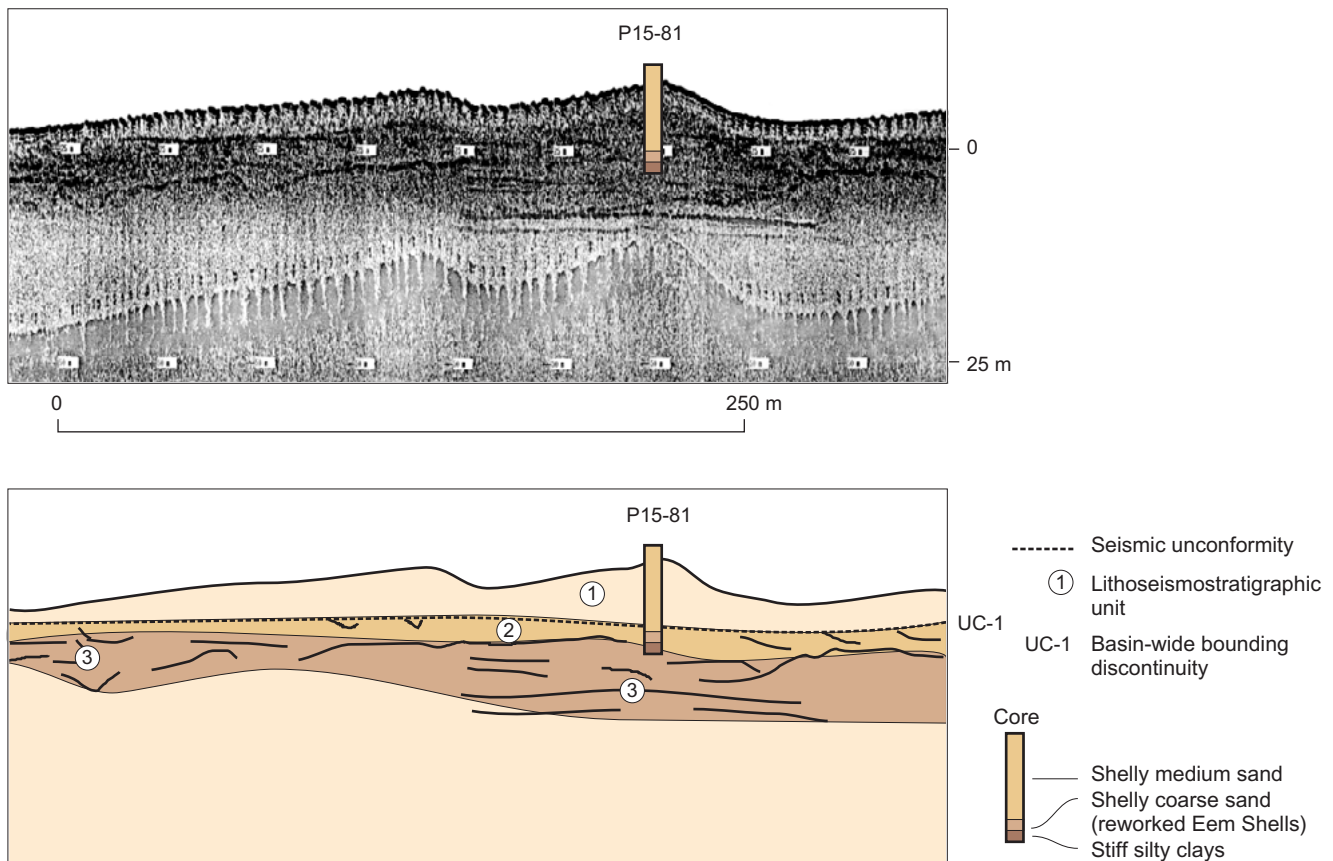 P15-81
0
25 m
0
250 m
P15-81
1
2
3
3
UC-1
Seismic unconformity
1
Lithoseismostratigraphic
unit
UC-1
Basin-wide bounding
discontinuity
Core
Shelly medium sand
Shelly coarse sand
(reworked Eem Shells)
Stiff silty clays